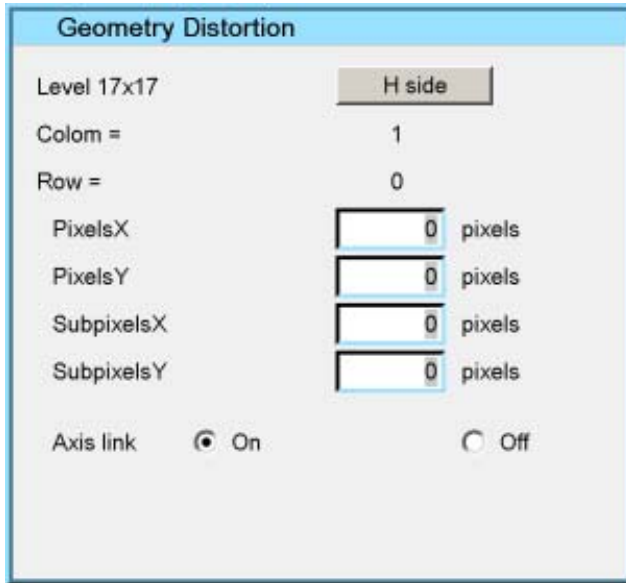 Geometry Distortion
Level 17x17 H side
Colom = 1
Row = 0
PixelsX 0 pixels
PixelsY 0 pixels
SubpixelsX 0 pixels
SubpixelsY 0 pixels
Axis link On Off